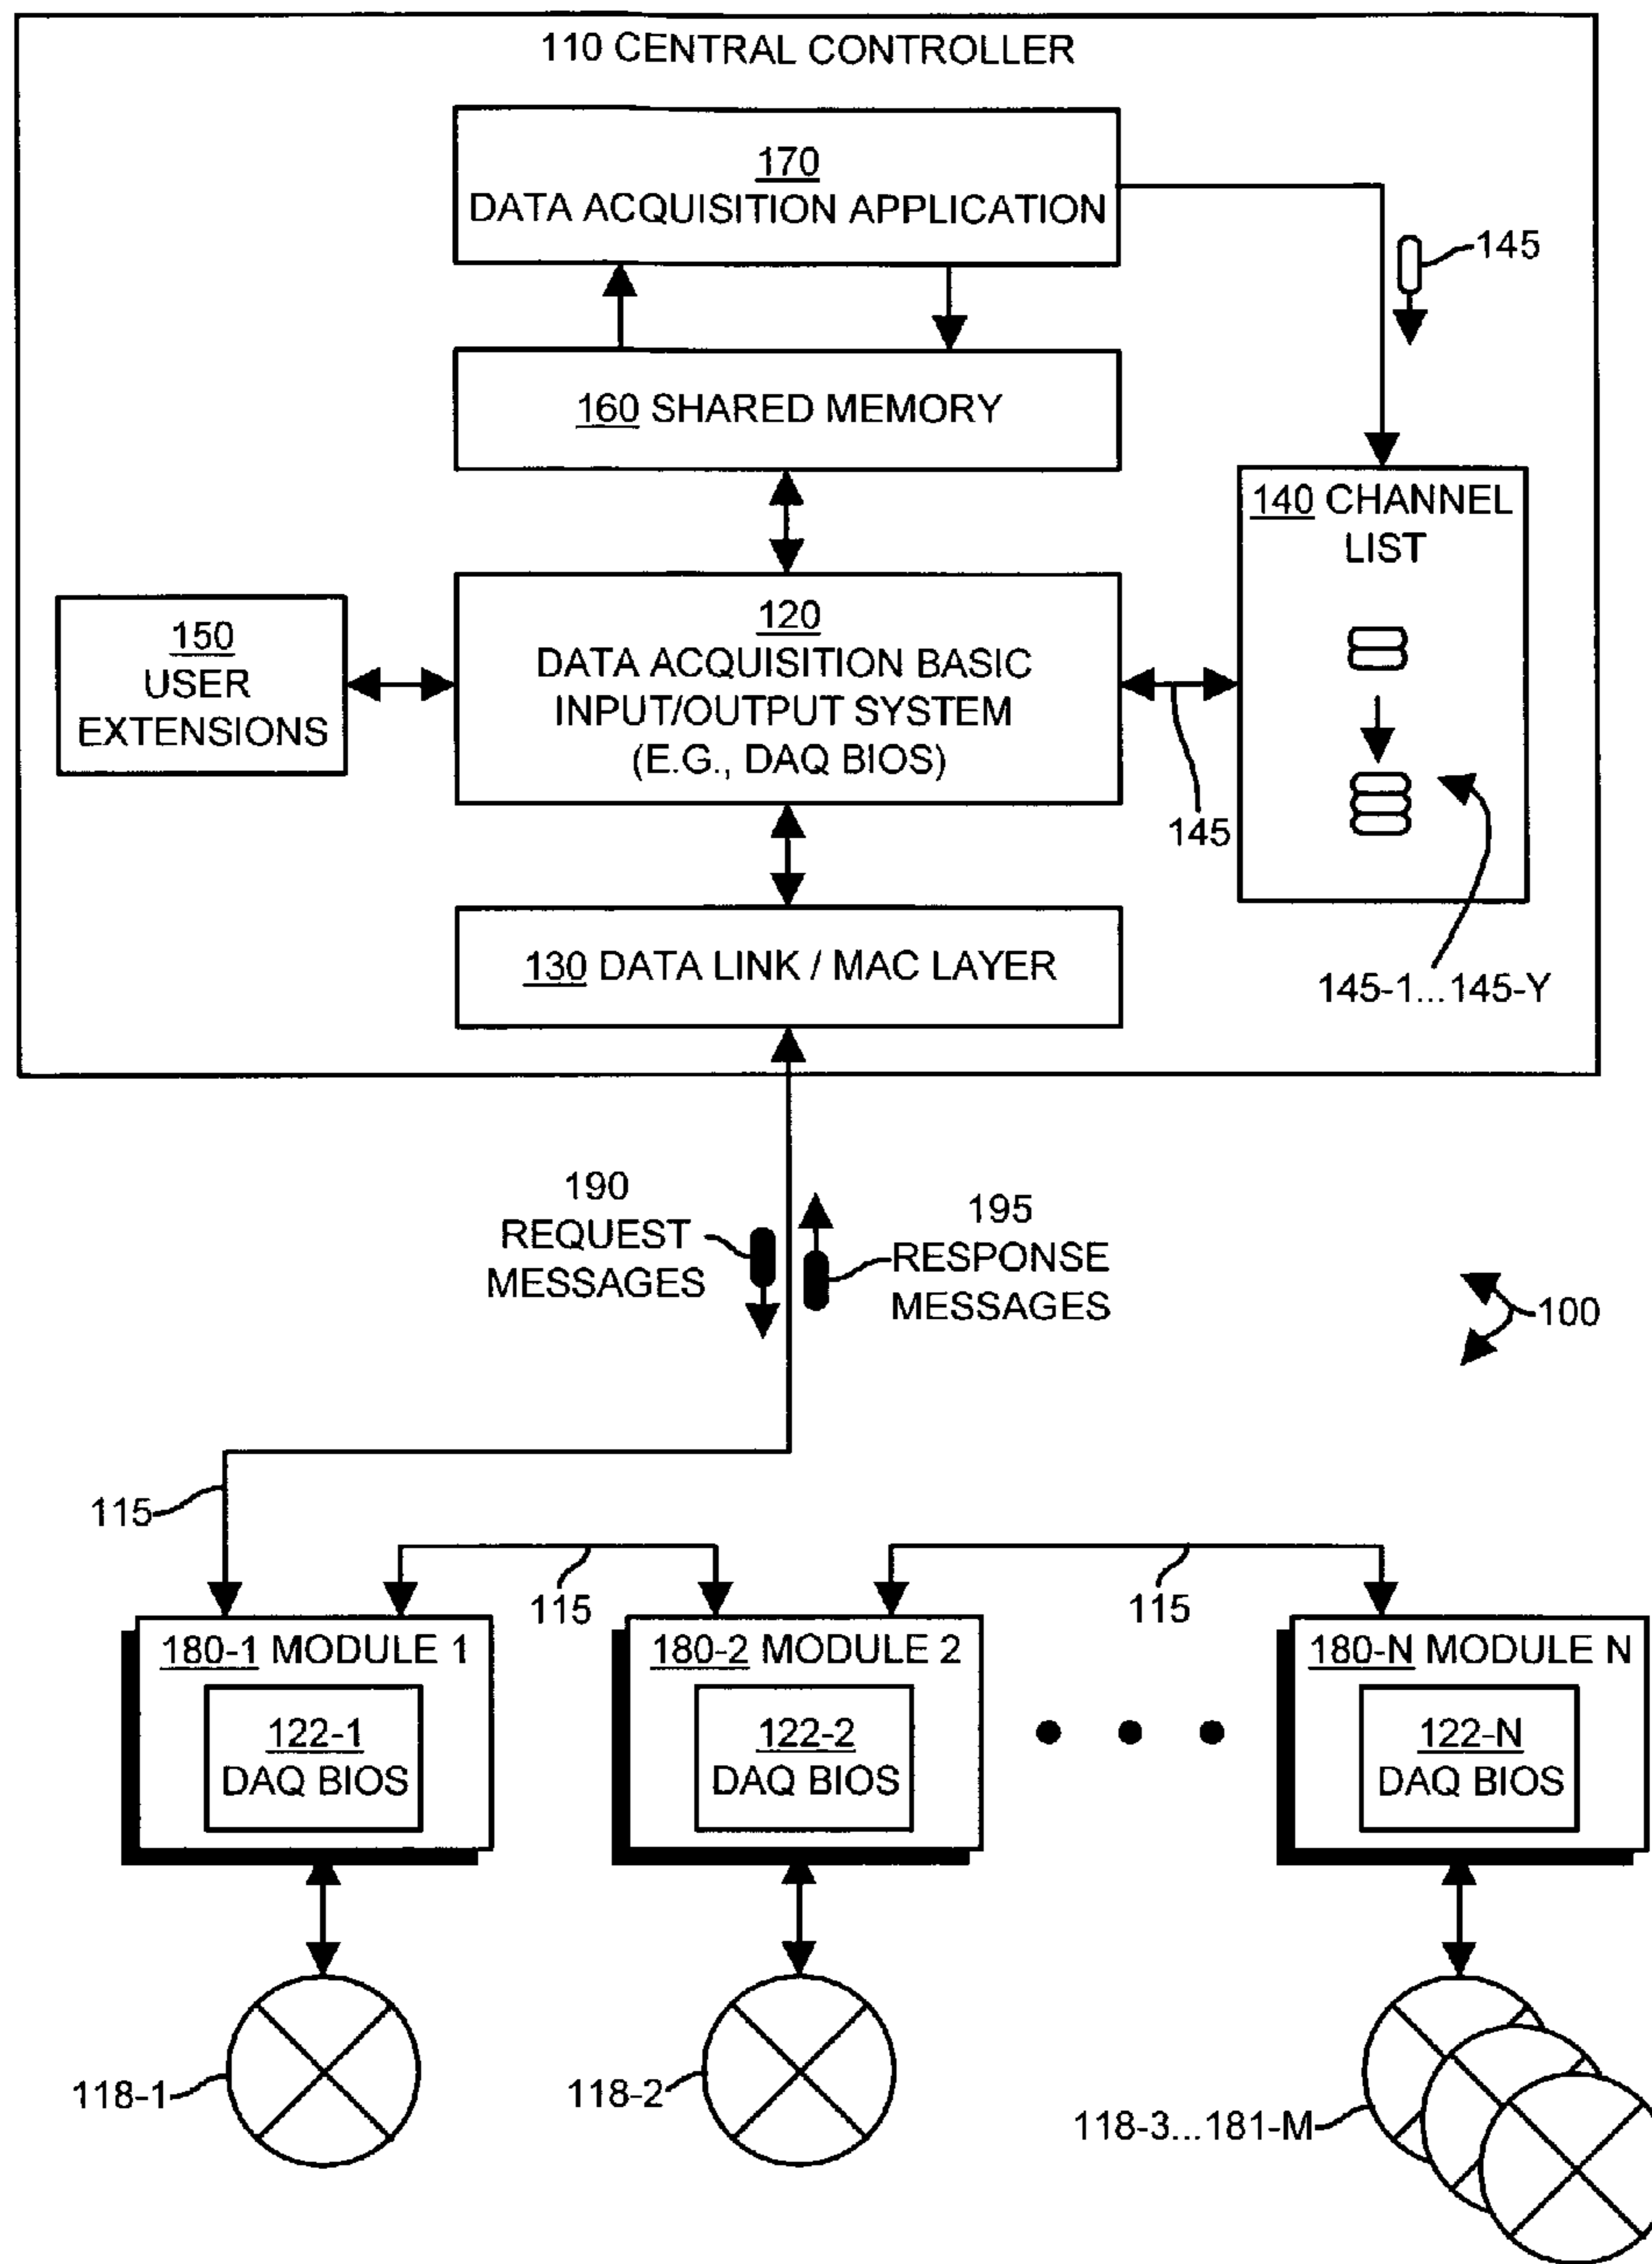 110 CENTRAL CONTROLLER
170
DATA ACQUISITION APPLICATION
145
160 SHARED MEMORY
140 CHANNEL
LIST
150
USER
EXTENSIONS
120
DATA ACQUISITION BASIC
INPUT/OUTPUT SYSTEM
(E.G., DAQ BIOS)
145
130 DATA LINK / MAC LAYER
145-1...145-Y
190
REQUEST
MESSAGES
195
RESPONSE
MESSAGES
100
115
115
115
180-1 MODULE 1
122-1
DAQ BIOS
180-2 MODULE 2
122-2
DAQ BIOS
180-N MODULE N
122-N
DAQ BIOS
118-1
118-2
118-3...181-M